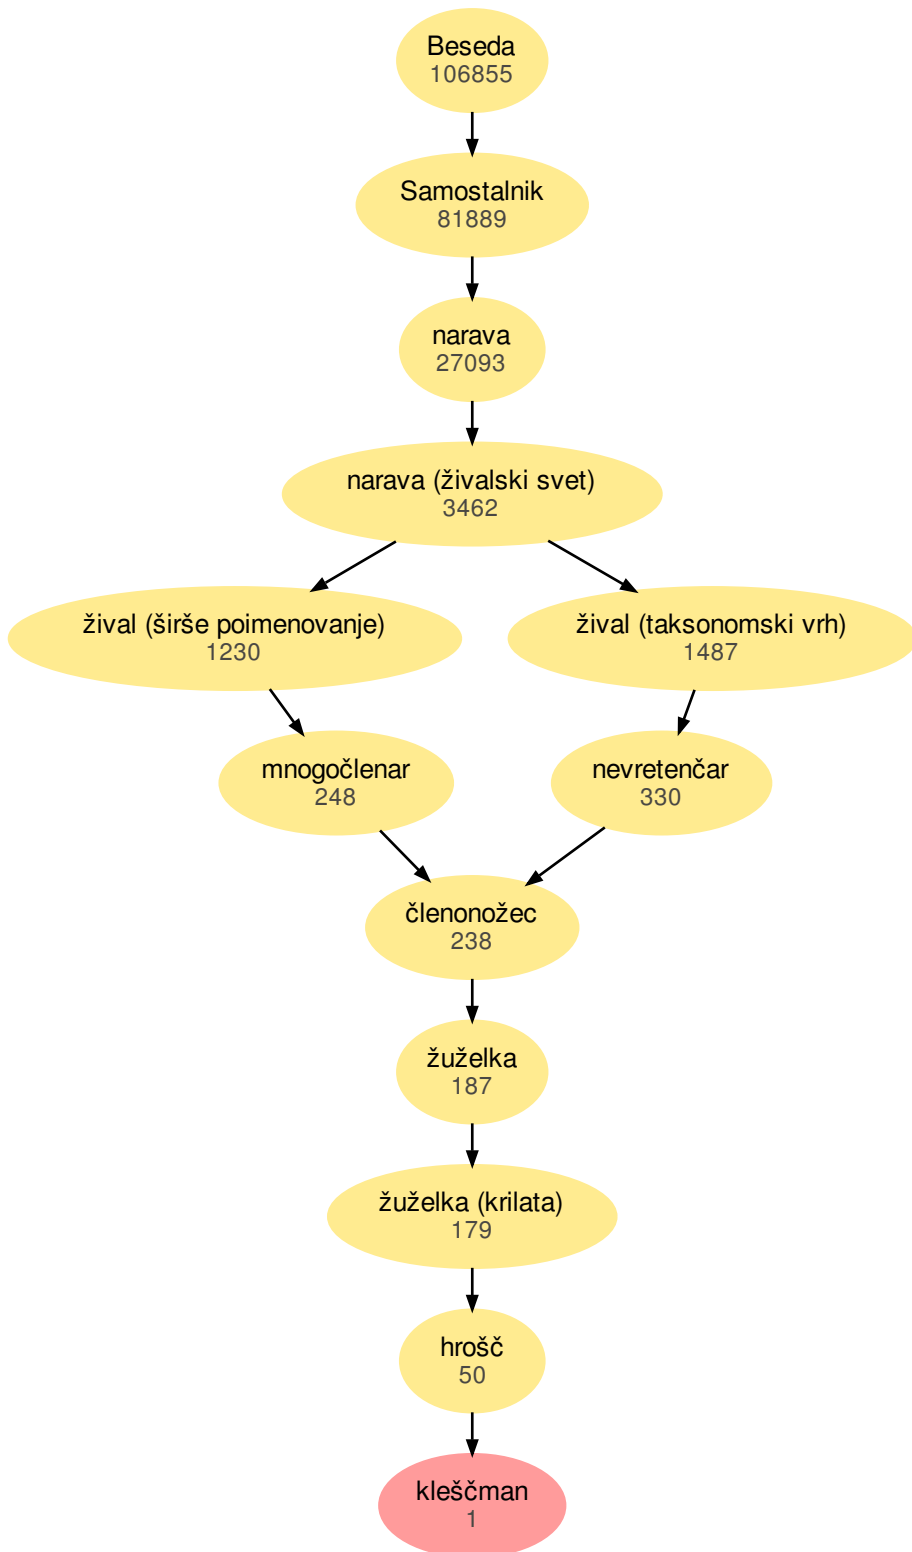 Beseda
106855
Samostalnik
81889
narava
27093
narava (živalski svet)
3462
žival (širše poimenovanje)
1230
žival (taksonomski vrh)
1487
mnogočlenar
248
nevretenčar
330
členonožec
238
žuželka
187
žuželka (krilata)
179
hrošč
50
kleščman
1